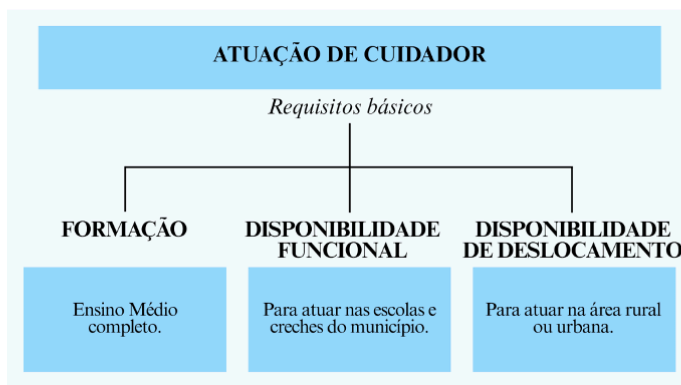 ATUAÇÃO DE CUIDADOR
Requisitos básicos
FORMAÇÃO
Ensino Médio
completo.
DISPONIBILIDADE
FUNCIONAL
Para atuar nas escolas e
creches do município.
DISPONIBILIDADE
DE DESLOCAMENTO
Para atuar na área rural
ou urbana.